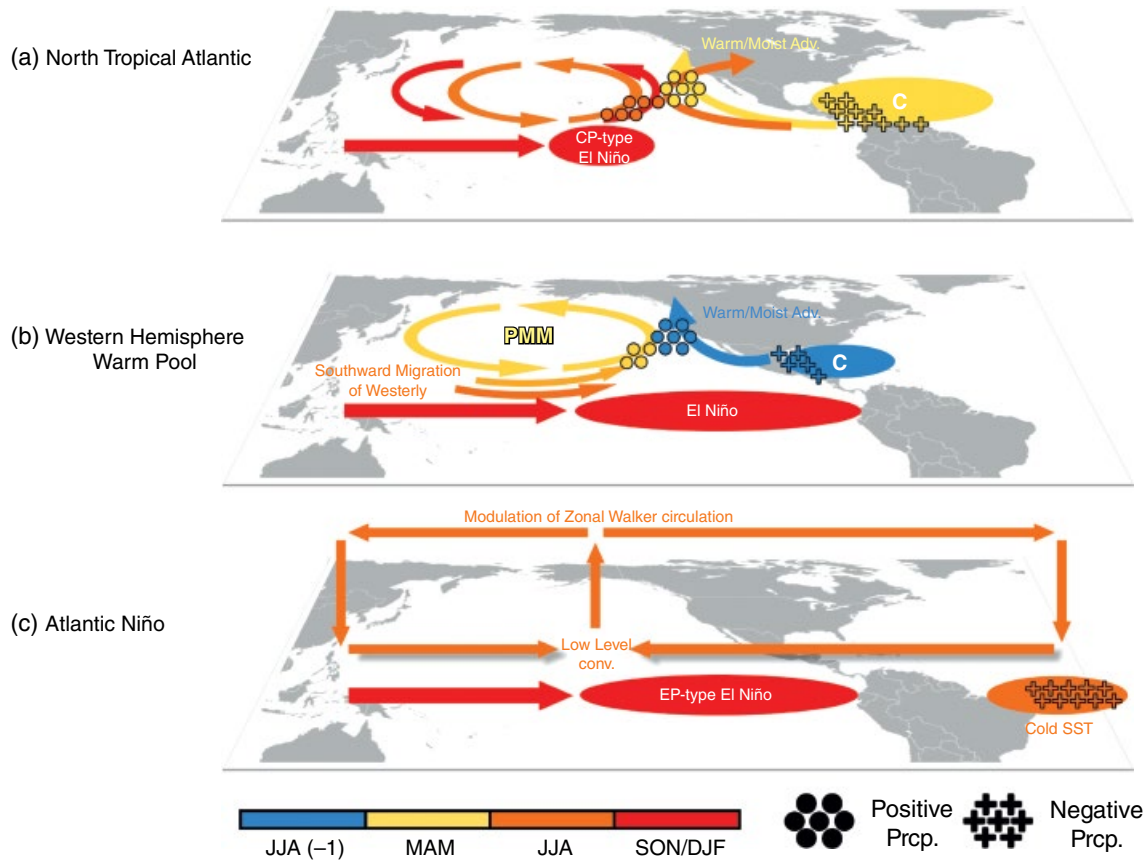 (a) North Tropical Atlantic
Warm/Moist Adv.
C
CP-type
El Niño
(b) Western Hemisphere
Warm Pool
PMM
Warm/Moist Adv.
C
Southward Migration
of Westerly
El Niño
Modulation of Zonal Walker circulation
(c) Atlantic Niño
Low Level
conv.
EP-type El Niño
Cold SST
JJA (−1) MAM JJA SON/DJF
Positive
Prcp.
Negative
Prcp.